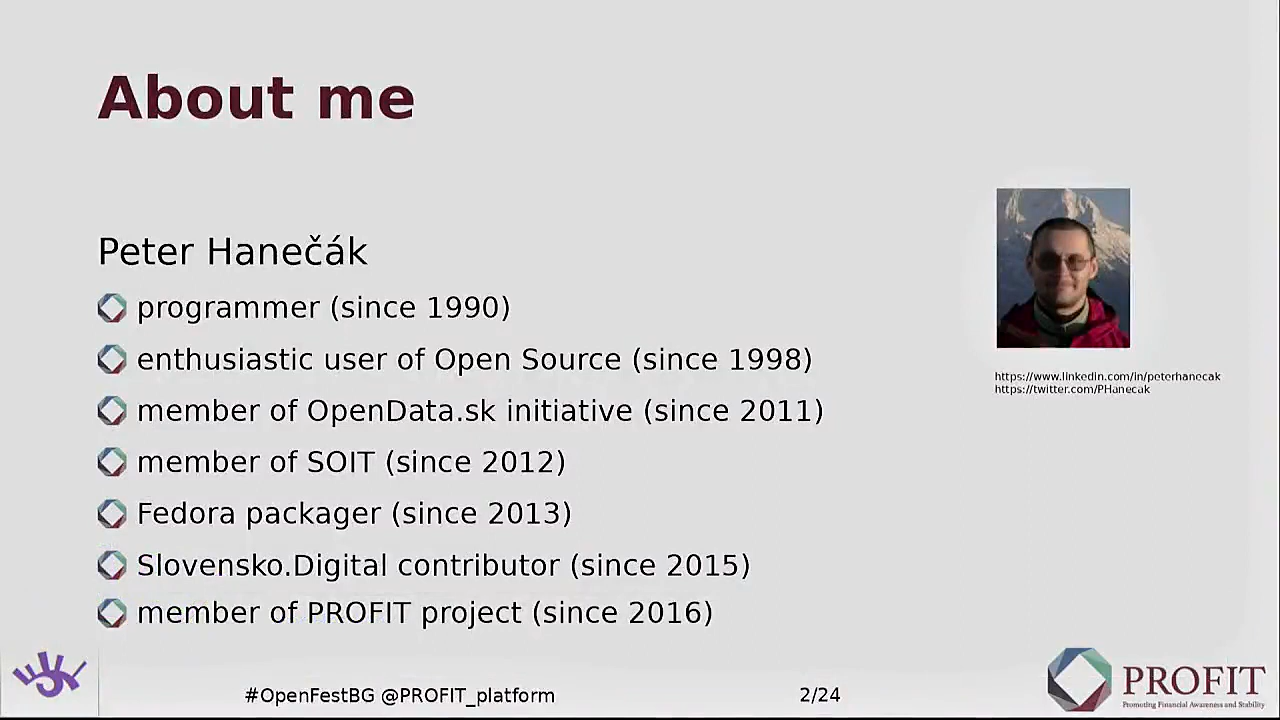 About me
Peter Hanečák
programmer (since 1990)
enthusiastic user of Open Source (since 1998)
member of OpenData.sk initiative (since 2011)
member of SOIT (since 2012)
Fedora packager (since 2013)
Slovensko.Digital contributor (since 2015)
member of PROFIT project (since 2016)
https://www.linkedin.com/in/peterhanecak
https://twitter.com/PHanecak
#OpenFestBG @PROFIT_platform
2/24
PROFIT
Promoting Financial Awareness and Stability